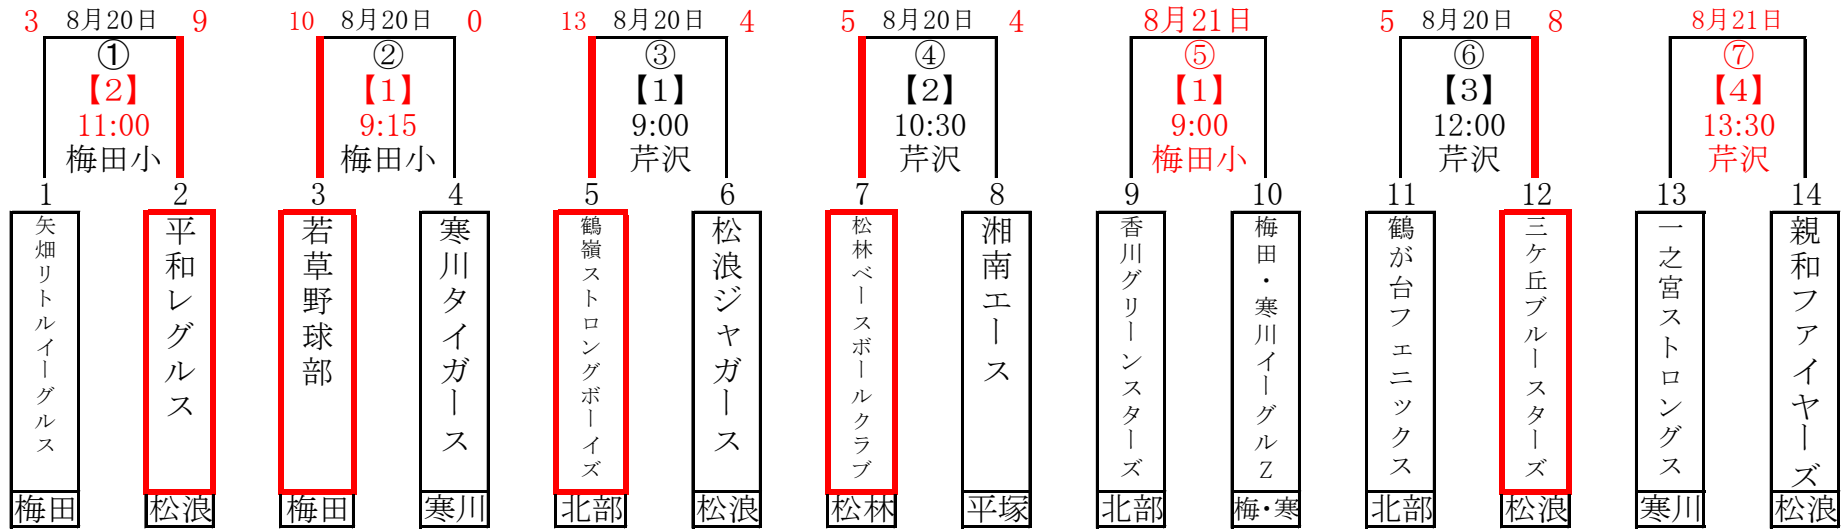 3 8月20日 9 10 8月20日 0 13 8月20日 4 5 8月20日 4 8月21日 5 8月20日 8 8月21日
① ② ③ ④ ⑤ ⑥ ⑦
【2】 【1】 【1】 【2】 【1】 【3】 【4】
11:00 9:15 9:00 10:30 9:00 12:00 13:30
梅田小 梅田小 芹沢 芹沢 梅田小 芹沢 芹沢
1 2 3 4 5 6 7 8 9 10 11 12 13 14
矢畑リトルイーグルス
平和レグルス
若草野球部
寒川タイガース
鶴嶺ストロングボーイズ
松浪ジャガース
松林ベースボールクラブ
湘南エース
香川グリーンスターズ
梅田・寒川イーグルZ
鶴が台フェニックス
三ケ丘ブルースターズ
一之宮ストロングス
親和ファイヤーズ
梅田 松浪 梅田 寒川 北部 松浪 松林 平塚 北部 梅・寒 北部 松浪 寒川 松浪